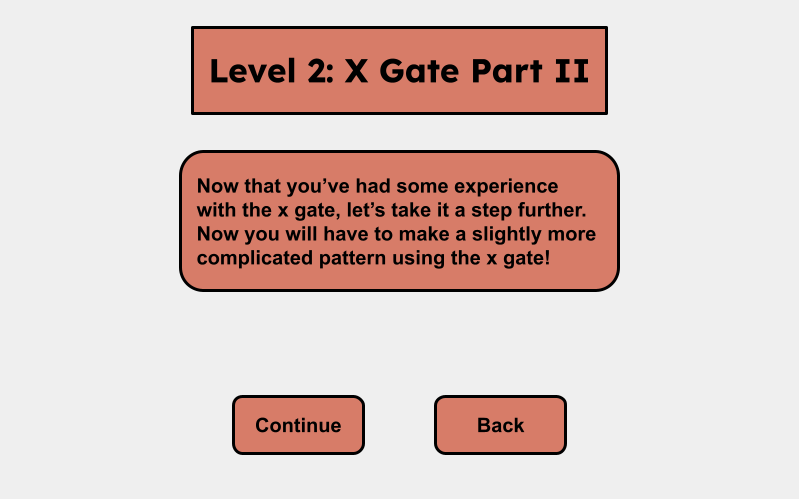 Level 2: X Gate Part II
Now that you’ve had some experience
with the x gate, let’s take it a step further.
Now you will have to make a slightly more
complicated pattern using the x gate!
Continue
Back